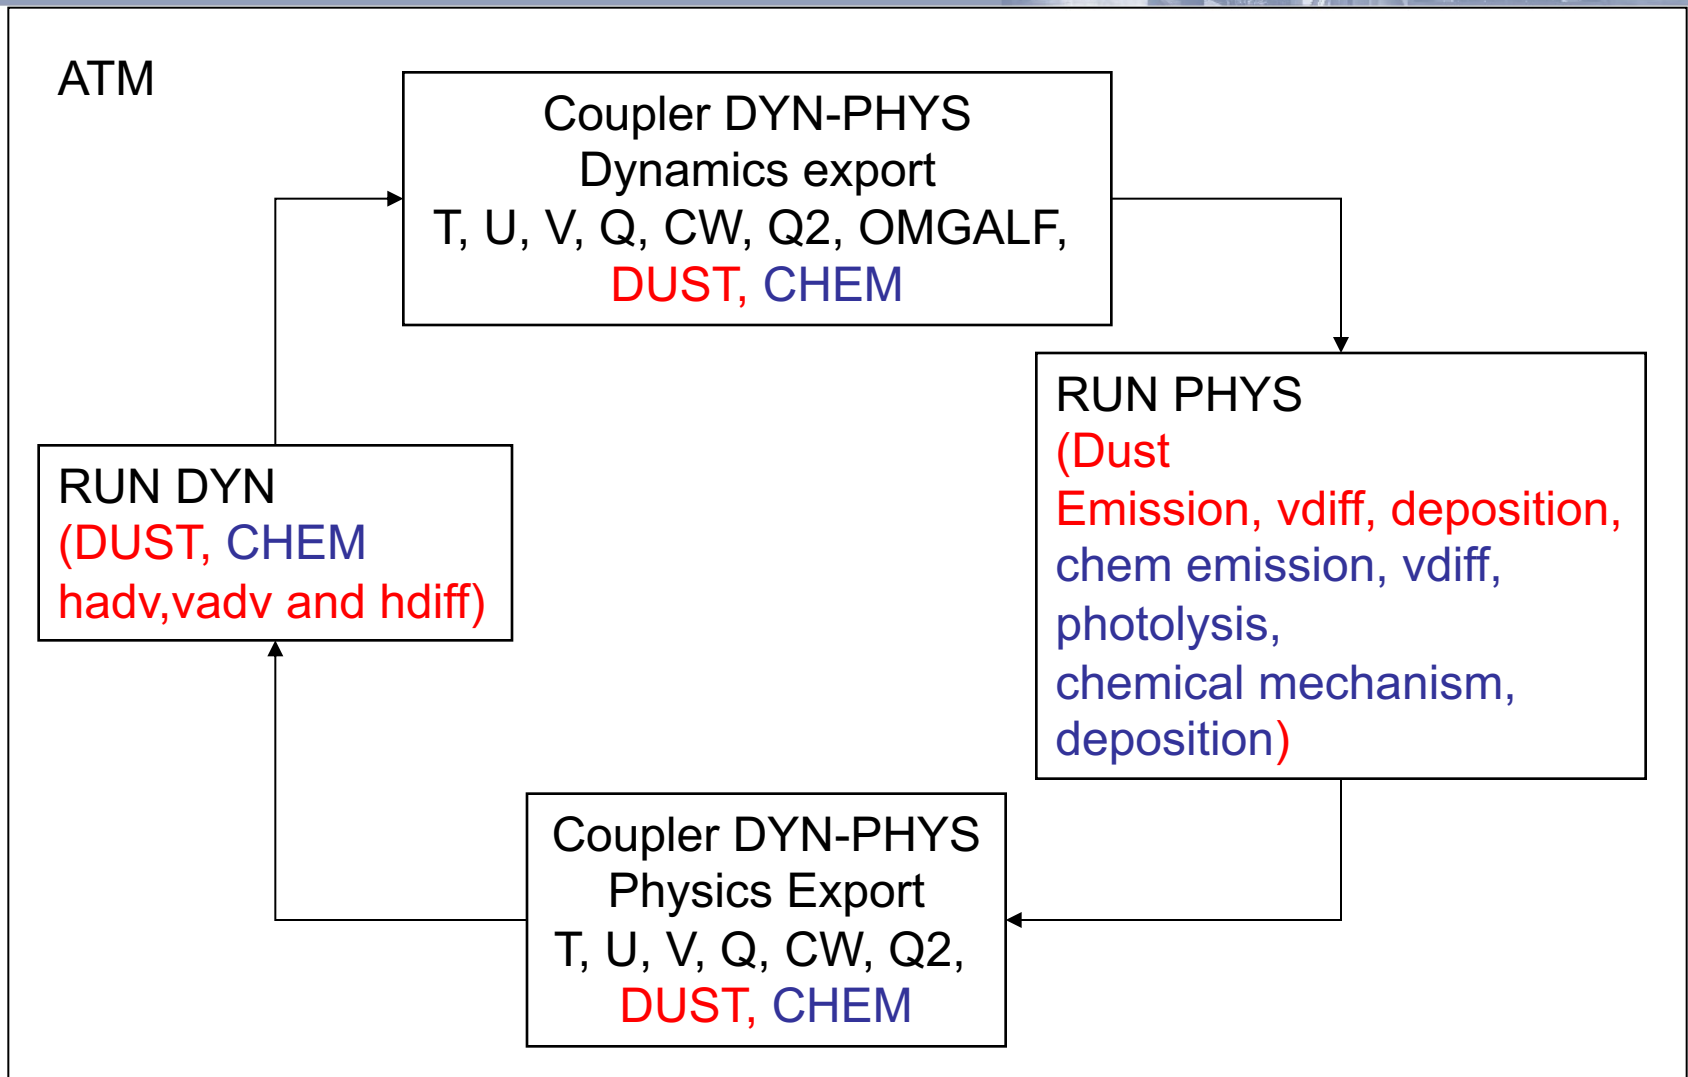 ATM
Coupler DYN-PHYS
Dynamics export
T, U, V, Q, CW, Q2, OMGALF,
DUST, CHEM
RUN PHYS
(Dust
Emission, vdiff, deposition,
chem emission, vdiff,
photolysis,
chemical mechanism,
deposition)
RUN DYN
(DUST, CHEM
hadv,vadv and hdiff)
Coupler DYN-PHYS
Physics Export
T, U, V, Q, CW, Q2,
DUST, CHEM